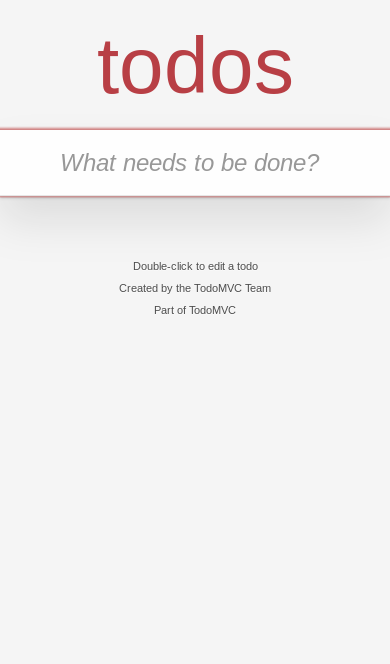 todos
What needs to be done?
Double-click to edit a todo
Created by the TodoMVC Team
Part of TodoMVC